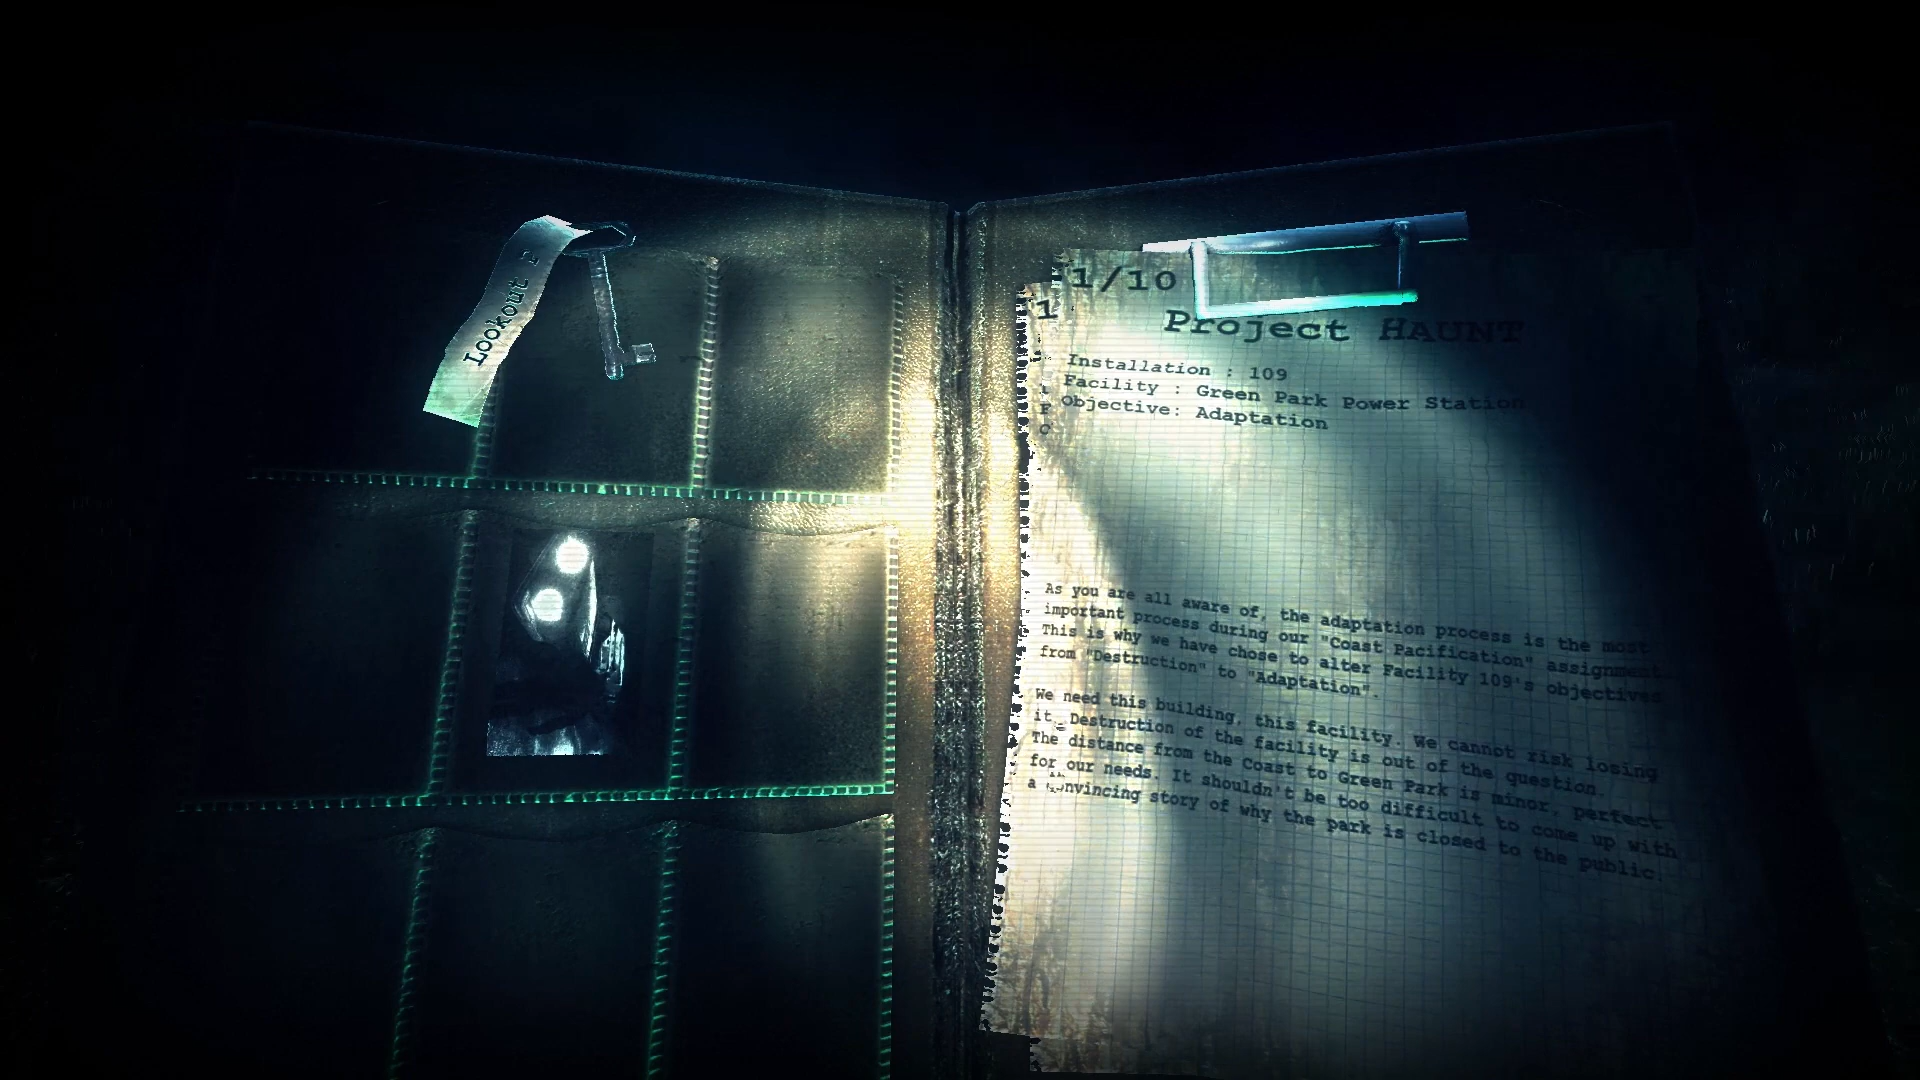 Lookout P
1/10
1
Project HAUNT
Installation : 109
Facility : Green Park Power Station
Objective: Adaptation
As you are all aware of, the adaptation process is the most
important process during our "Coast Pacification" assignment.
This is why we have chose to alter Facility 109's objectives
from "Destruction" to "Adaptation".
We need this building, this facility. We cannot risk losing
it. Destruction of the facility is out of the question.
The distance from the Coast to Green Park is minor, perfect
for our needs. It shouldn't be too difficult to come up with
a convincing story of why the park is closed to the public.